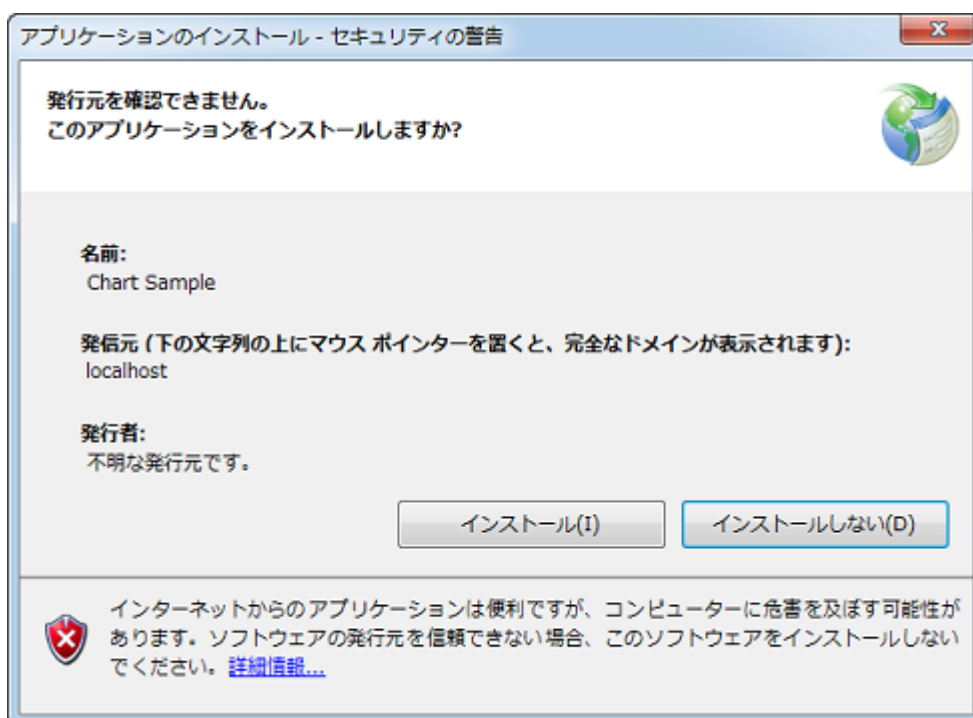 アプリケーションのインストール - セキュリティの警告
発行元を確認できません。
このアプリケーションをインストールしますか?
名前:
Chart Sample
発信元 (下の文字列の上にマウス ポインターを置くと、完全なドメインが表示されます):
localhost
発行者:
不明な発行元です。
インストール(I)
インストールしない(D)
インターネットからのアプリケーションは便利ですが、コンピューターに危害を及ぼす可能性が
あります。ソフトウェアの発行元を信頼できない場合、このソフトウェアをインストールしない
でください。詳細情報...